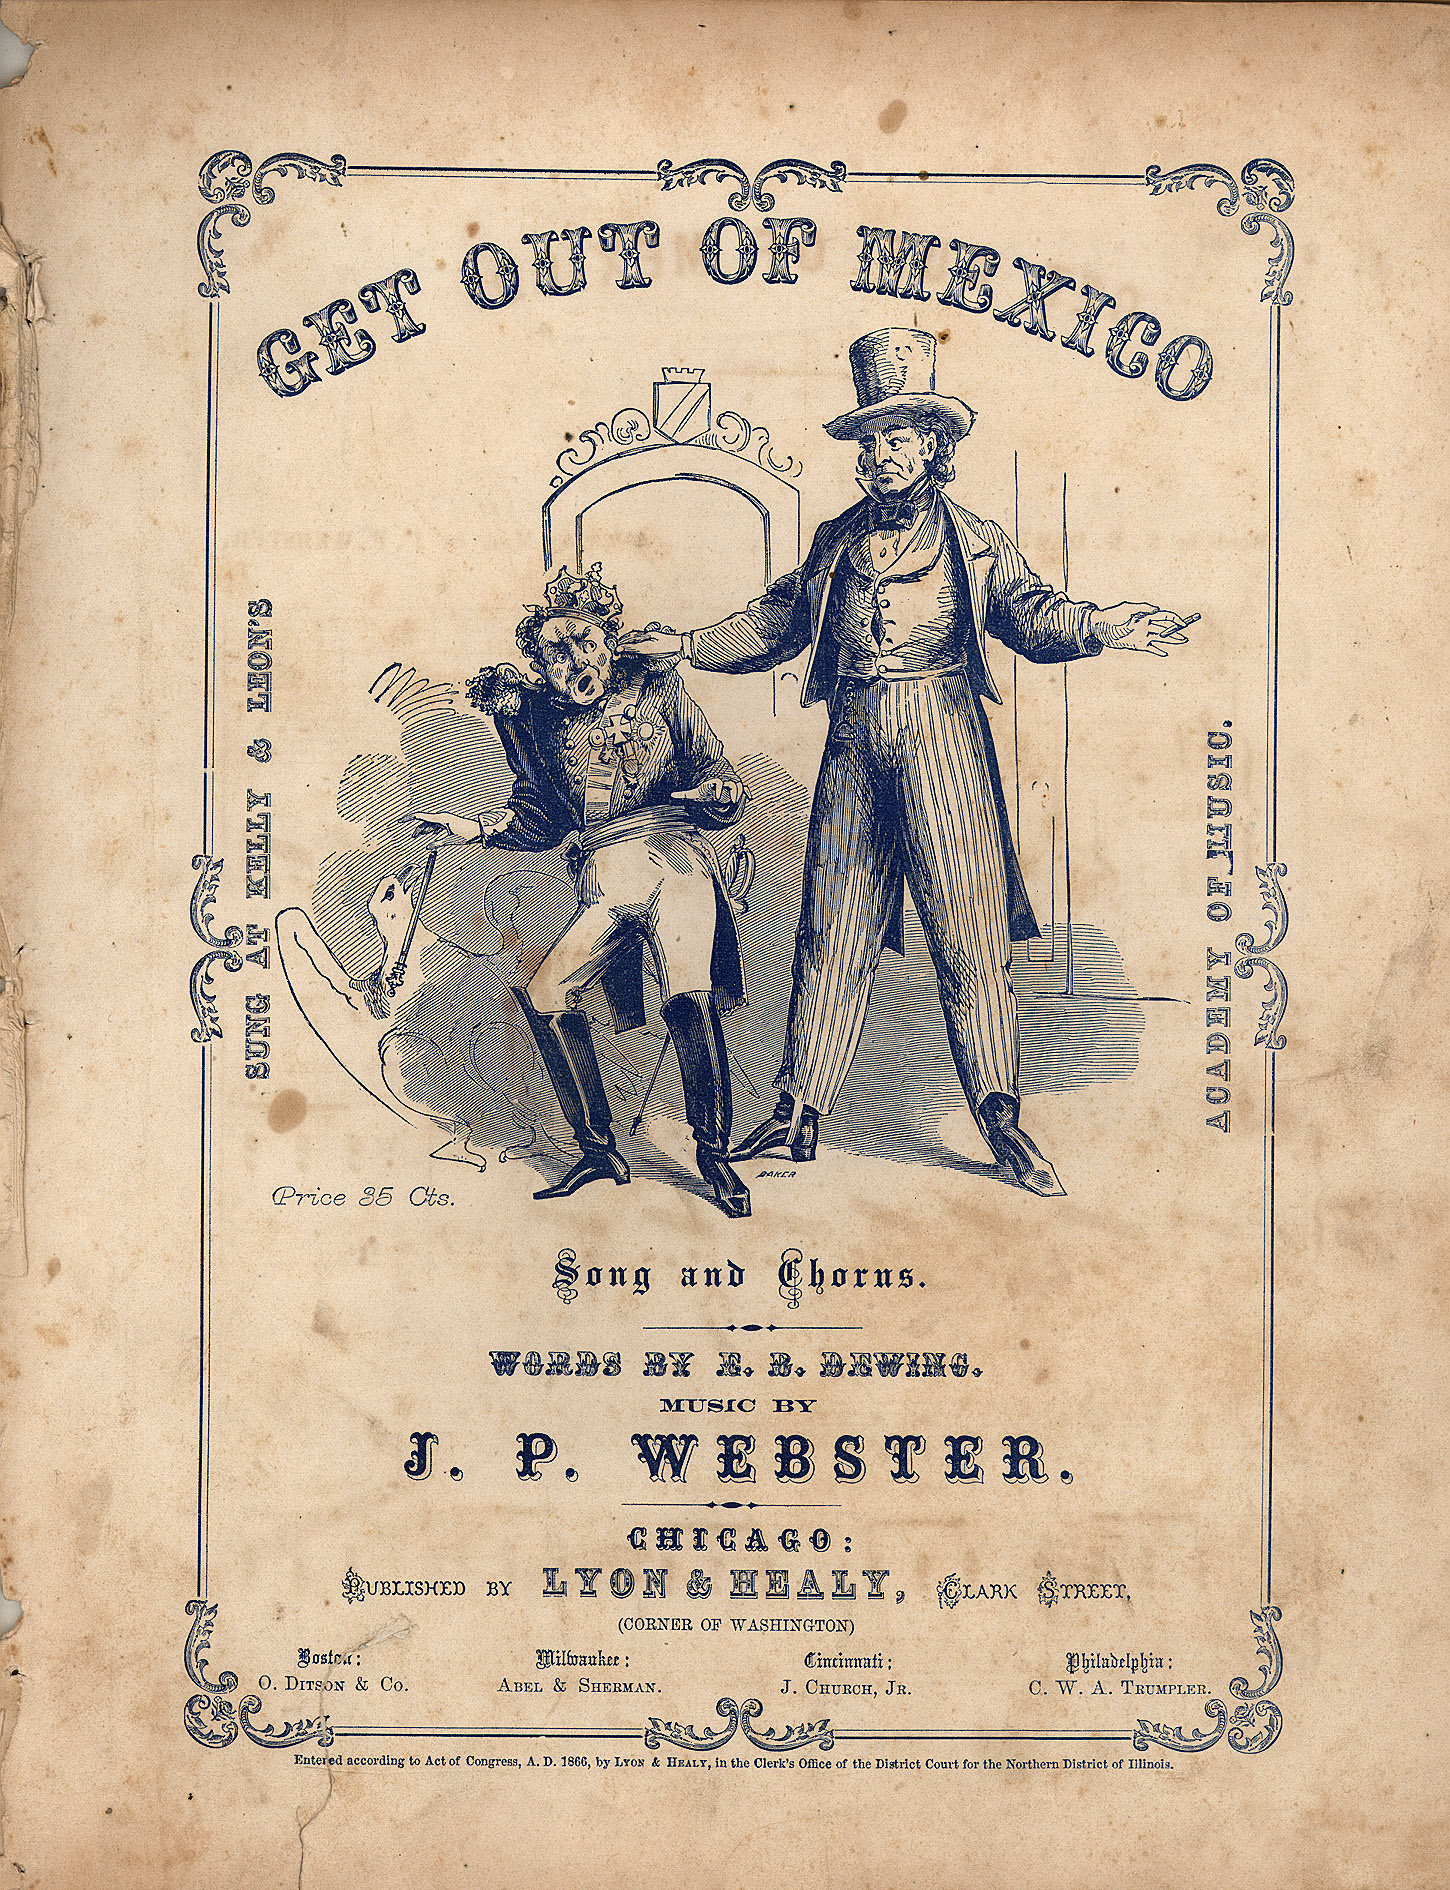 GET OUT OF MEXICO
SUNG AT KELLY & LEON'S
ACADEMY OF MUSIC.
BAKER
Price 35 Cts.
Song and Chorus.
WORDS BY E. B. DEWING.
MUSIC BY
J. P. WEBSTER.
CHICAGO:
PUBLISHED BY LYON & HEALY, CLARK STREET,
(CORNER OF WASHINGTON)
Boston: Milwaukee: Cincinnati: Philadelphia:
O. DITSON & CO. ABEL & SHERMAN. J. CHURCH, JR. C. W. A. TRUMPLER.
Entered according to Act of Congress, A. D. 1866, by LYON & HEALY, in the Clerk's Office of the District Court for the Northern District of Illinois.